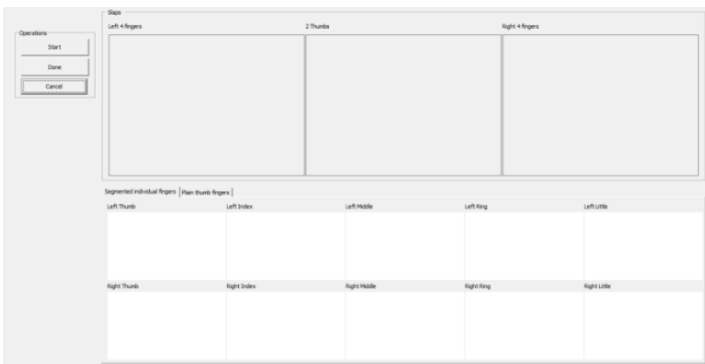 Slaps
Left 4 fingers 2 Thumbs Right 4 fingers
Operations
Start
Done
Cancel
Segmented individual fingers Plain thumb fingers
Left Thumb Left Index Left Middle Left Ring Left Little
Right Thumb Right Index Right Middle Right Ring Right Little